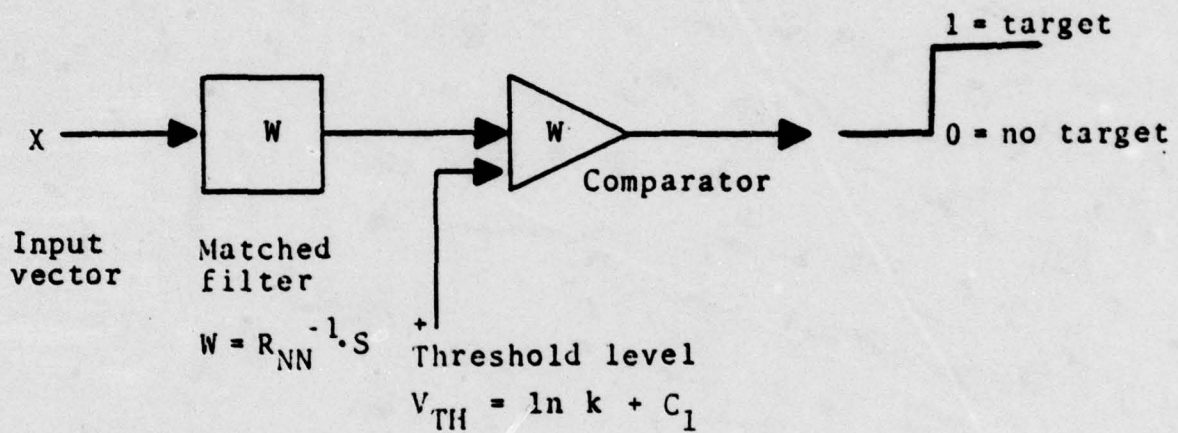 1 = target
X
W
W
0 = no target
Comparator
Input
vector
Matched
filter
W = R_NN^-1 · S
+
Threshold level
V_TH = ln k + C_1